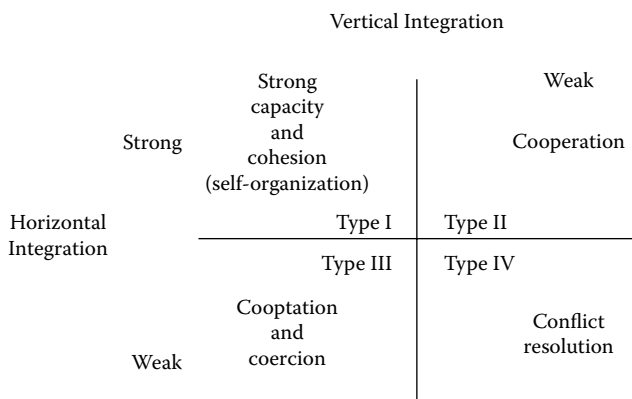 Vertical Integration
Strong
capacity
and
cohesion
(self-organization)
Weak
Strong
Cooperation
Horizontal
Integration
Type I
Type II
Type III
Type IV
Cooptation
and
coercion
Conflict
resolution
Weak